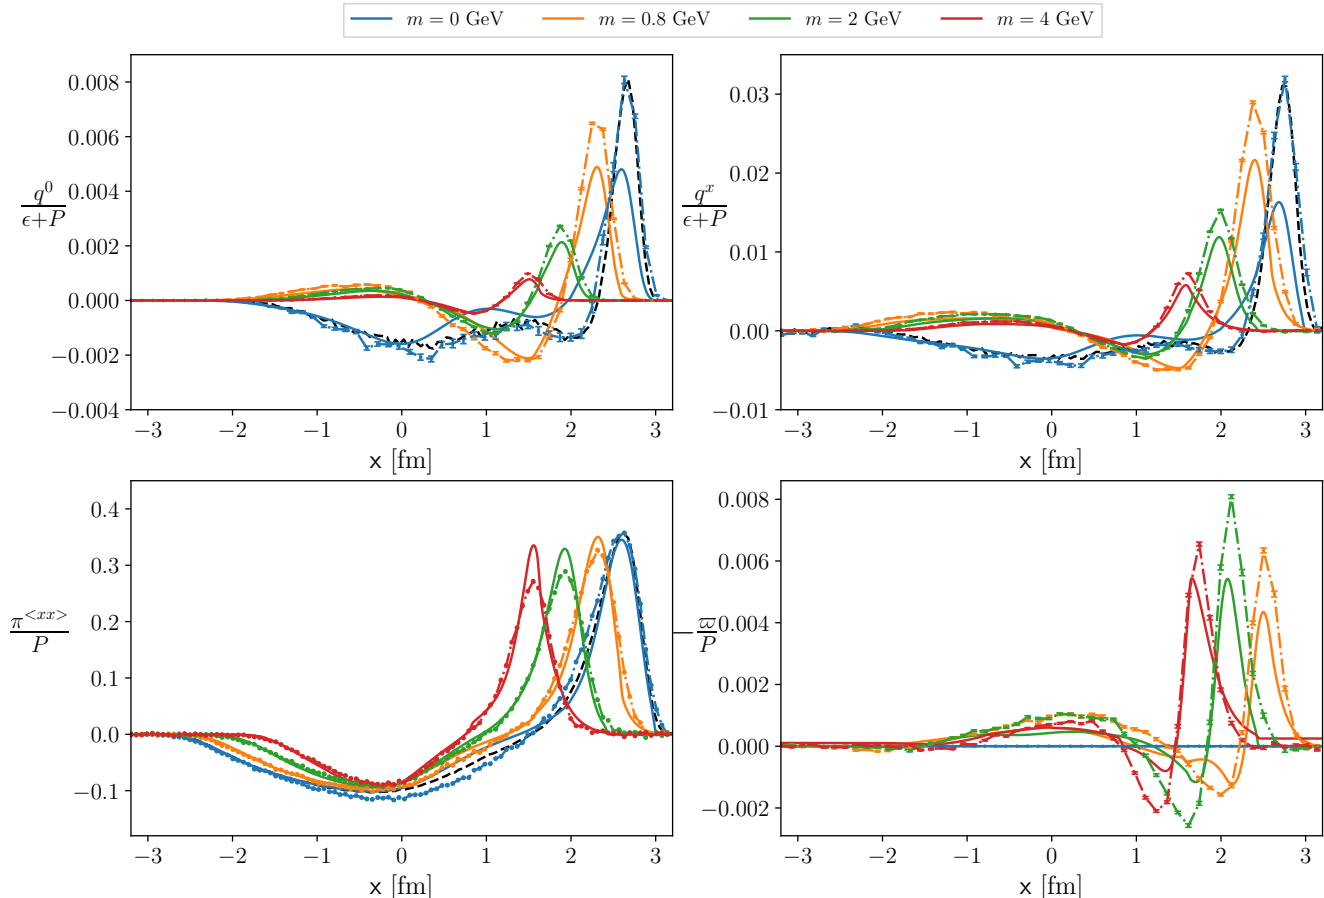 m = 0 GeV m = 0.8 GeV m = 2 GeV m = 4 GeV
0.008
0.006
0.004
0.002
0.000
−0.002
−0.004
q^0/(ϵ+P)
−3 −2 −1 0 1 2 3
x [fm]
0.03
0.02
0.01
0.00
−0.01
q^x/(ϵ+P)
−3 −2 −1 0 1 2 3
x [fm]
0.4
0.3
0.2
0.1
0.0
−0.1
π^{<xx>}/P
−3 −2 −1 0 1 2 3
x [fm]
0.008
0.006
0.004
0.002
0.000
−0.002
−ϖ/P
−3 −2 −1 0 1 2 3
x [fm]